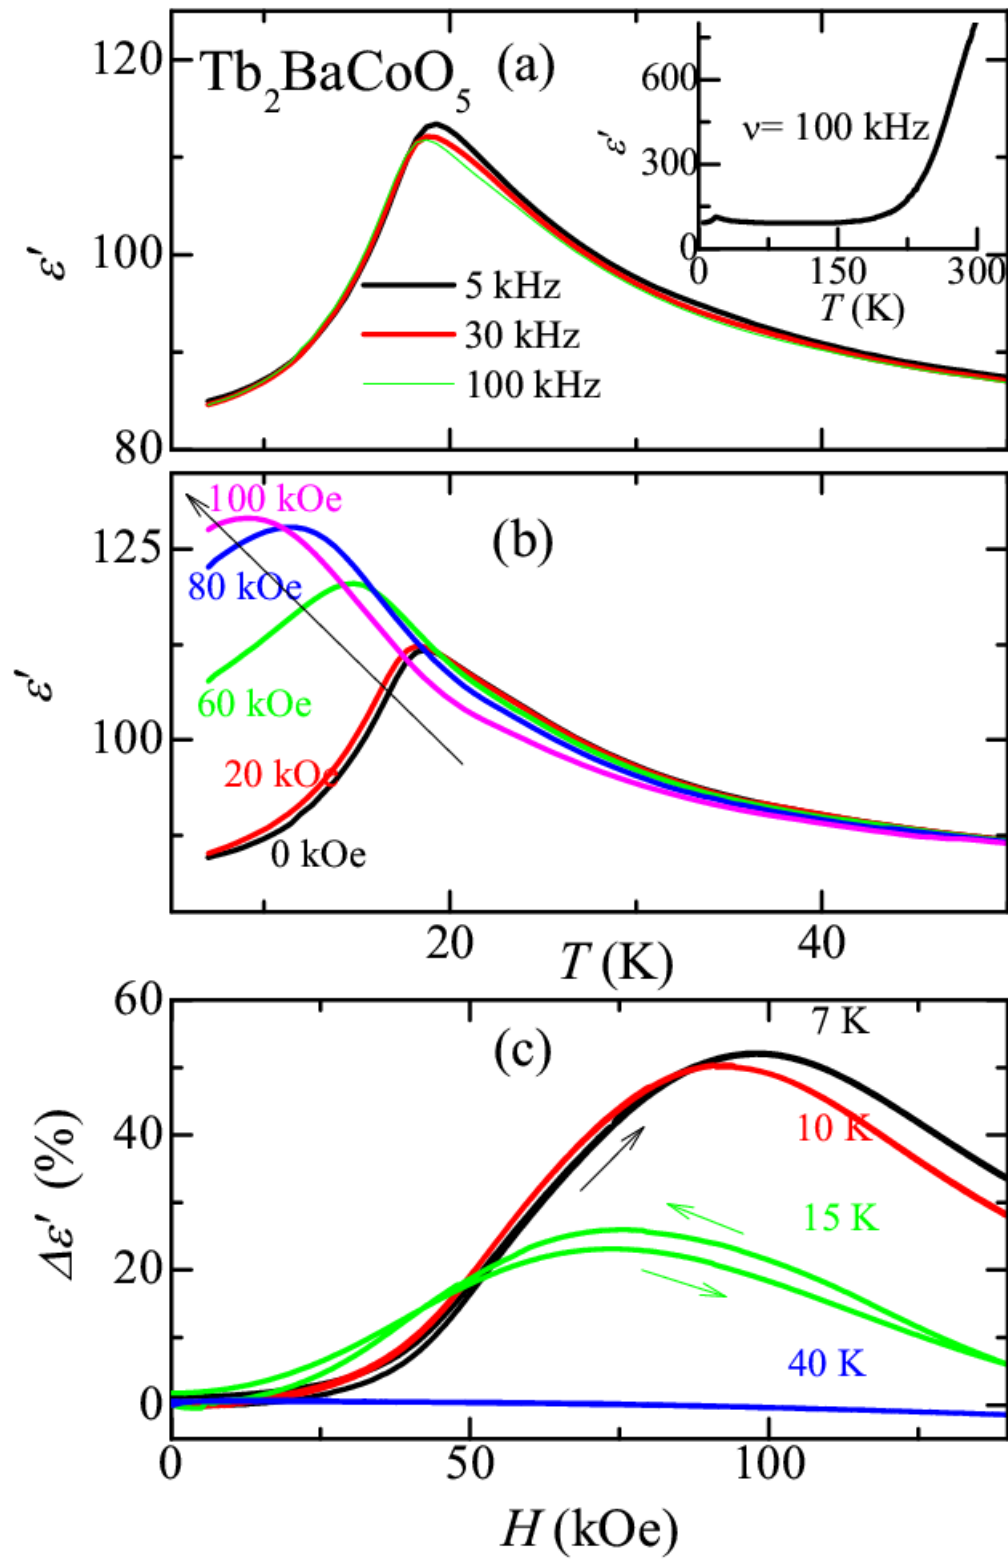 Tb₂BaCoO₅ (a)
120
100
80
ε'
5 kHz
30 kHz
100 kHz
600
300
0
ε'
ν= 100 kHz
0 150 300
T (K)
(b)
125
100
ε'
100 kOe
80 kOe
60 kOe
20 kOe
0 kOe
20 40
T (K)
(c)
60
40
20
0
Δε' (%)
7 K
10 K
15 K
40 K
0 50 100
H (kOe)